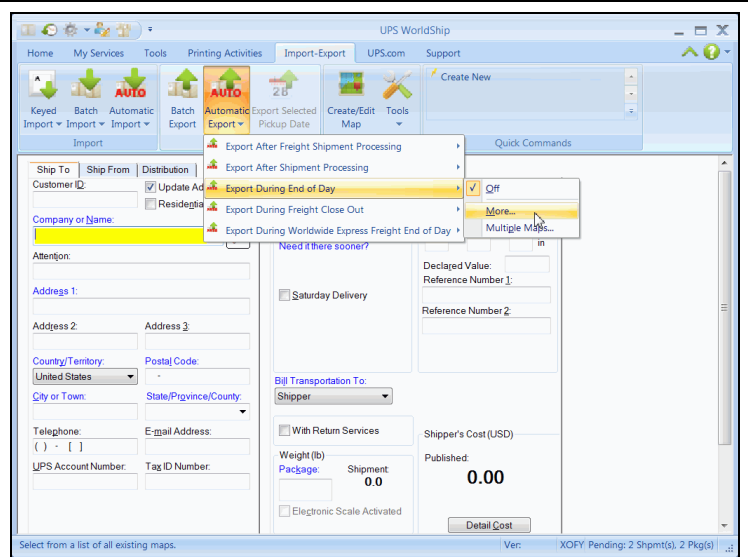 UPS WorldShip
Home My Services Tools Printing Activities Import-Export UPS.com Support
A
AUTO
AUTO
28
Create New
Keyed Import
Batch Import
Automatic Import
Batch Export
Automatic Export
Export Selected Pickup Date
Create/Edit Map
Tools
Import
Quick Commands
Export After Freight Shipment Processing
Export After Shipment Processing
Export During End of Day
Export During Freight Close Out
Export During Worldwide Express Freight End of Day
Off
More...
Multiple Maps...
Ship To Ship From Distribution
Customer ID:
Update Ad
Residentia
Company or Name:
Need it there sooner?
in
Attention:
Declared Value:
Reference Number 1:
Address 1:
Saturday Delivery
Reference Number 2:
Address 2: Address 3:
Country/Territory: Postal Code:
United States -
Bill Transportation To:
Shipper
City or Town: State/Province/County:
Telephone: E-mail Address:
( ) - [ ]
With Return Services
Shipper's Cost (USD)
UPS Account Number: Tax ID Number:
Weight (lb)
Package: Shipment:
0.0
Published:
0.00
Electronic Scale Activated
Detail Cost
Select from a list of all existing maps.
Ver: XOFY Pending: 2 Shpmt(s), 2 Pkg(s)